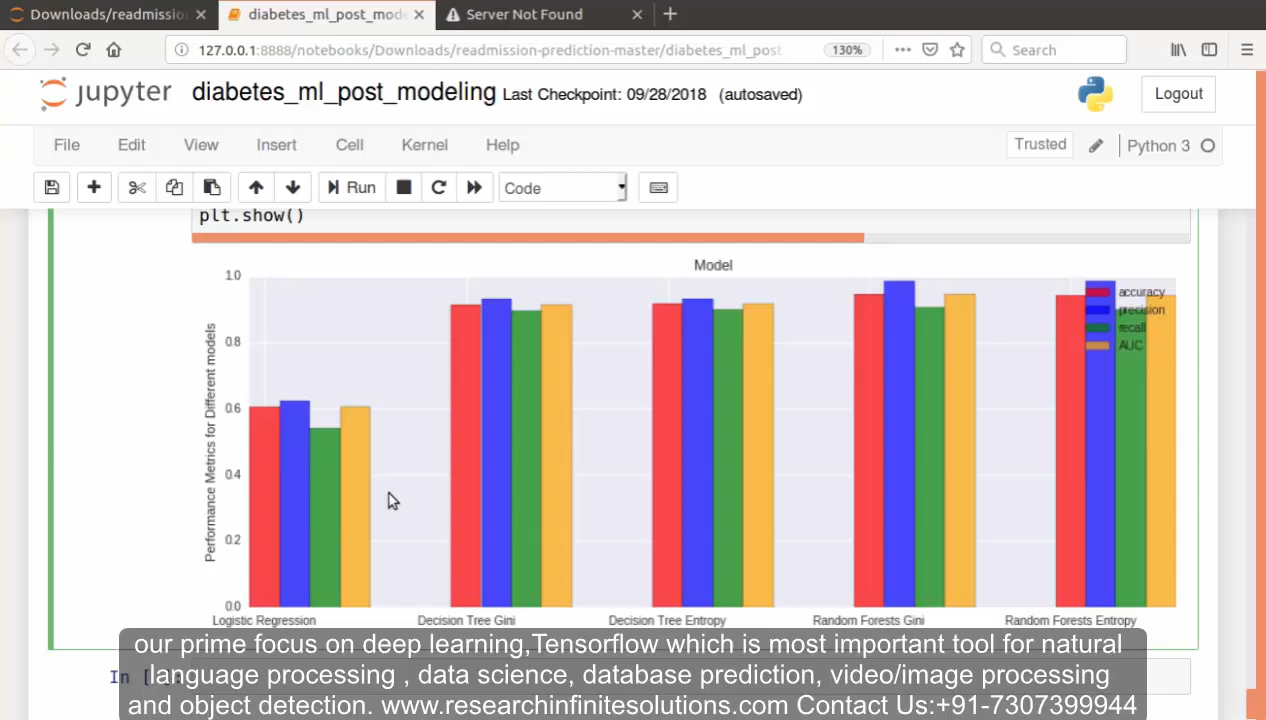 Downloads/readmissio
diabetes_ml_post_mod
Server Not Found
127.0.0.1:8888/notebooks/Downloads/readmission-prediction-master/diabetes_ml_post
130%
Search
jupyter
diabetes_ml_post_modeling Last Checkpoint: 09/28/2018 (autosaved)
Logout
File Edit View Insert Cell Kernel Help
Trusted
Python 3
Run
Code
plt.show()
Model
1.0
0.8
0.6
0.4
0.2
0.0
Performance Metrics for Different models
accuracy
precision
recall
AUC
Logistic Regression
Decision Tree Gini
Decision Tree Entropy
Random Forests Gini
Random Forests Entropy
In [
our prime focus on deep learning,Tensorflow which is most important tool for natural
language processing , data science, database prediction, video/image processing
and object detection. www.researchinfinitesolutions.com Contact Us:+91-7307399944